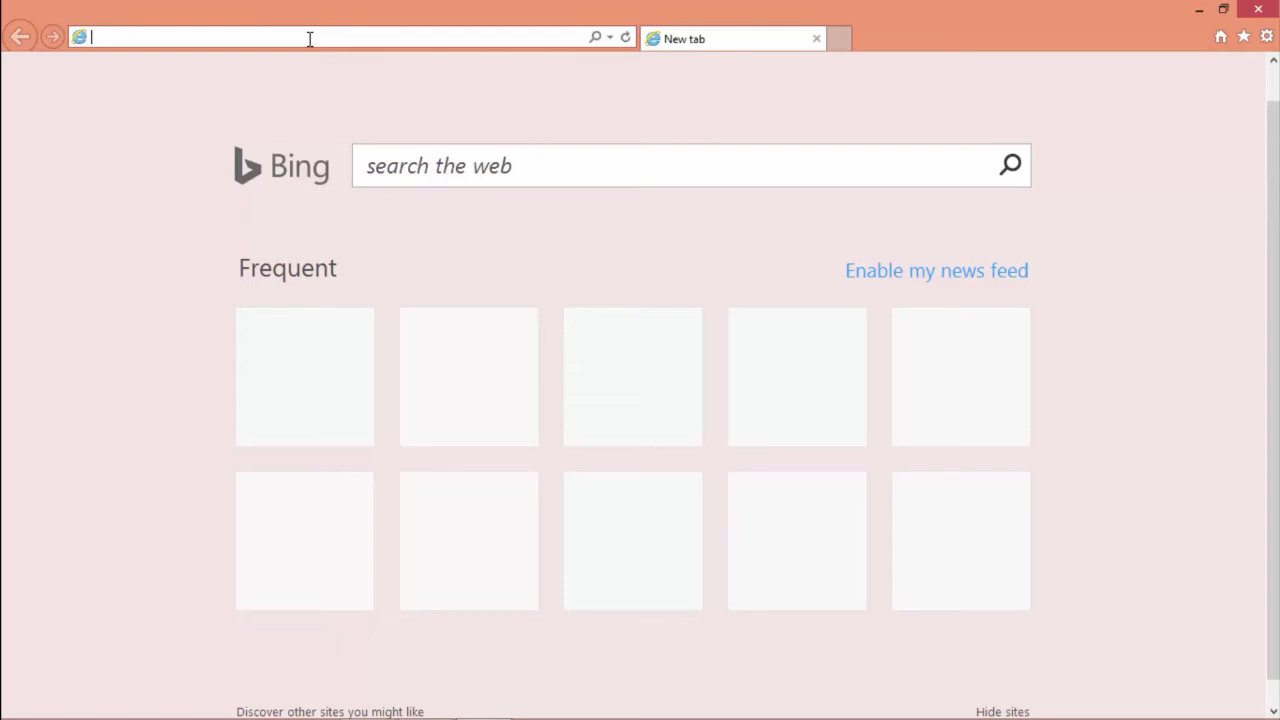 New tab
Bing
search the web
Frequent
Enable my news feed
Discover other sites you might like
Hide sites